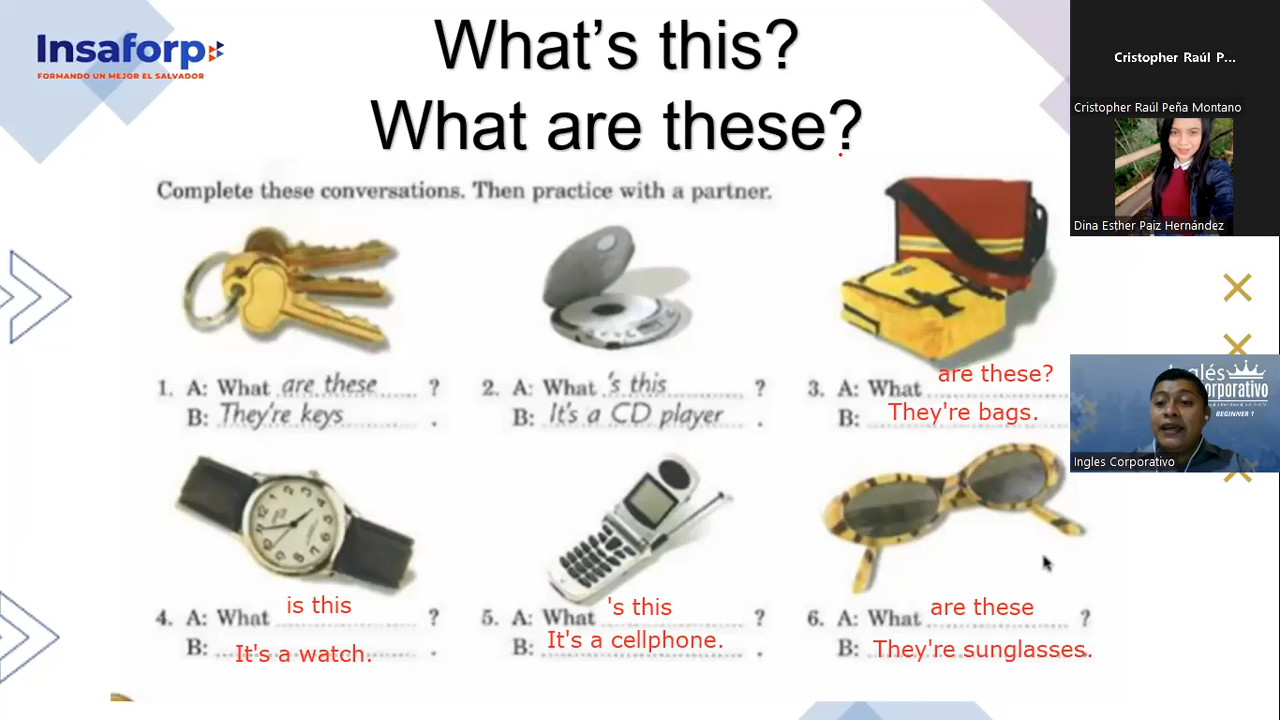 Insaforp
FORMANDO UN MEJOR EL SALVADOR
What's this?
What are these?
Complete these conversations. Then practice with a partner.
1. A: What are these ?
B: They're keys .
2. A: What 's this ?
B: It's a CD player .
3. A: What are these?
B: They're bags.
4. A: What is this ?
B: It's a watch. .
5. A: What 's this ?
B: It's a cellphone. .
6. A: What are these ?
B: They're sunglasses.
Cristopher Raúl P...
Cristopher Raúl Peña Montano
Dina Esther Paiz Hernández
Inglés
Corporativo
BEGINNER 1
Ingles Corporativo